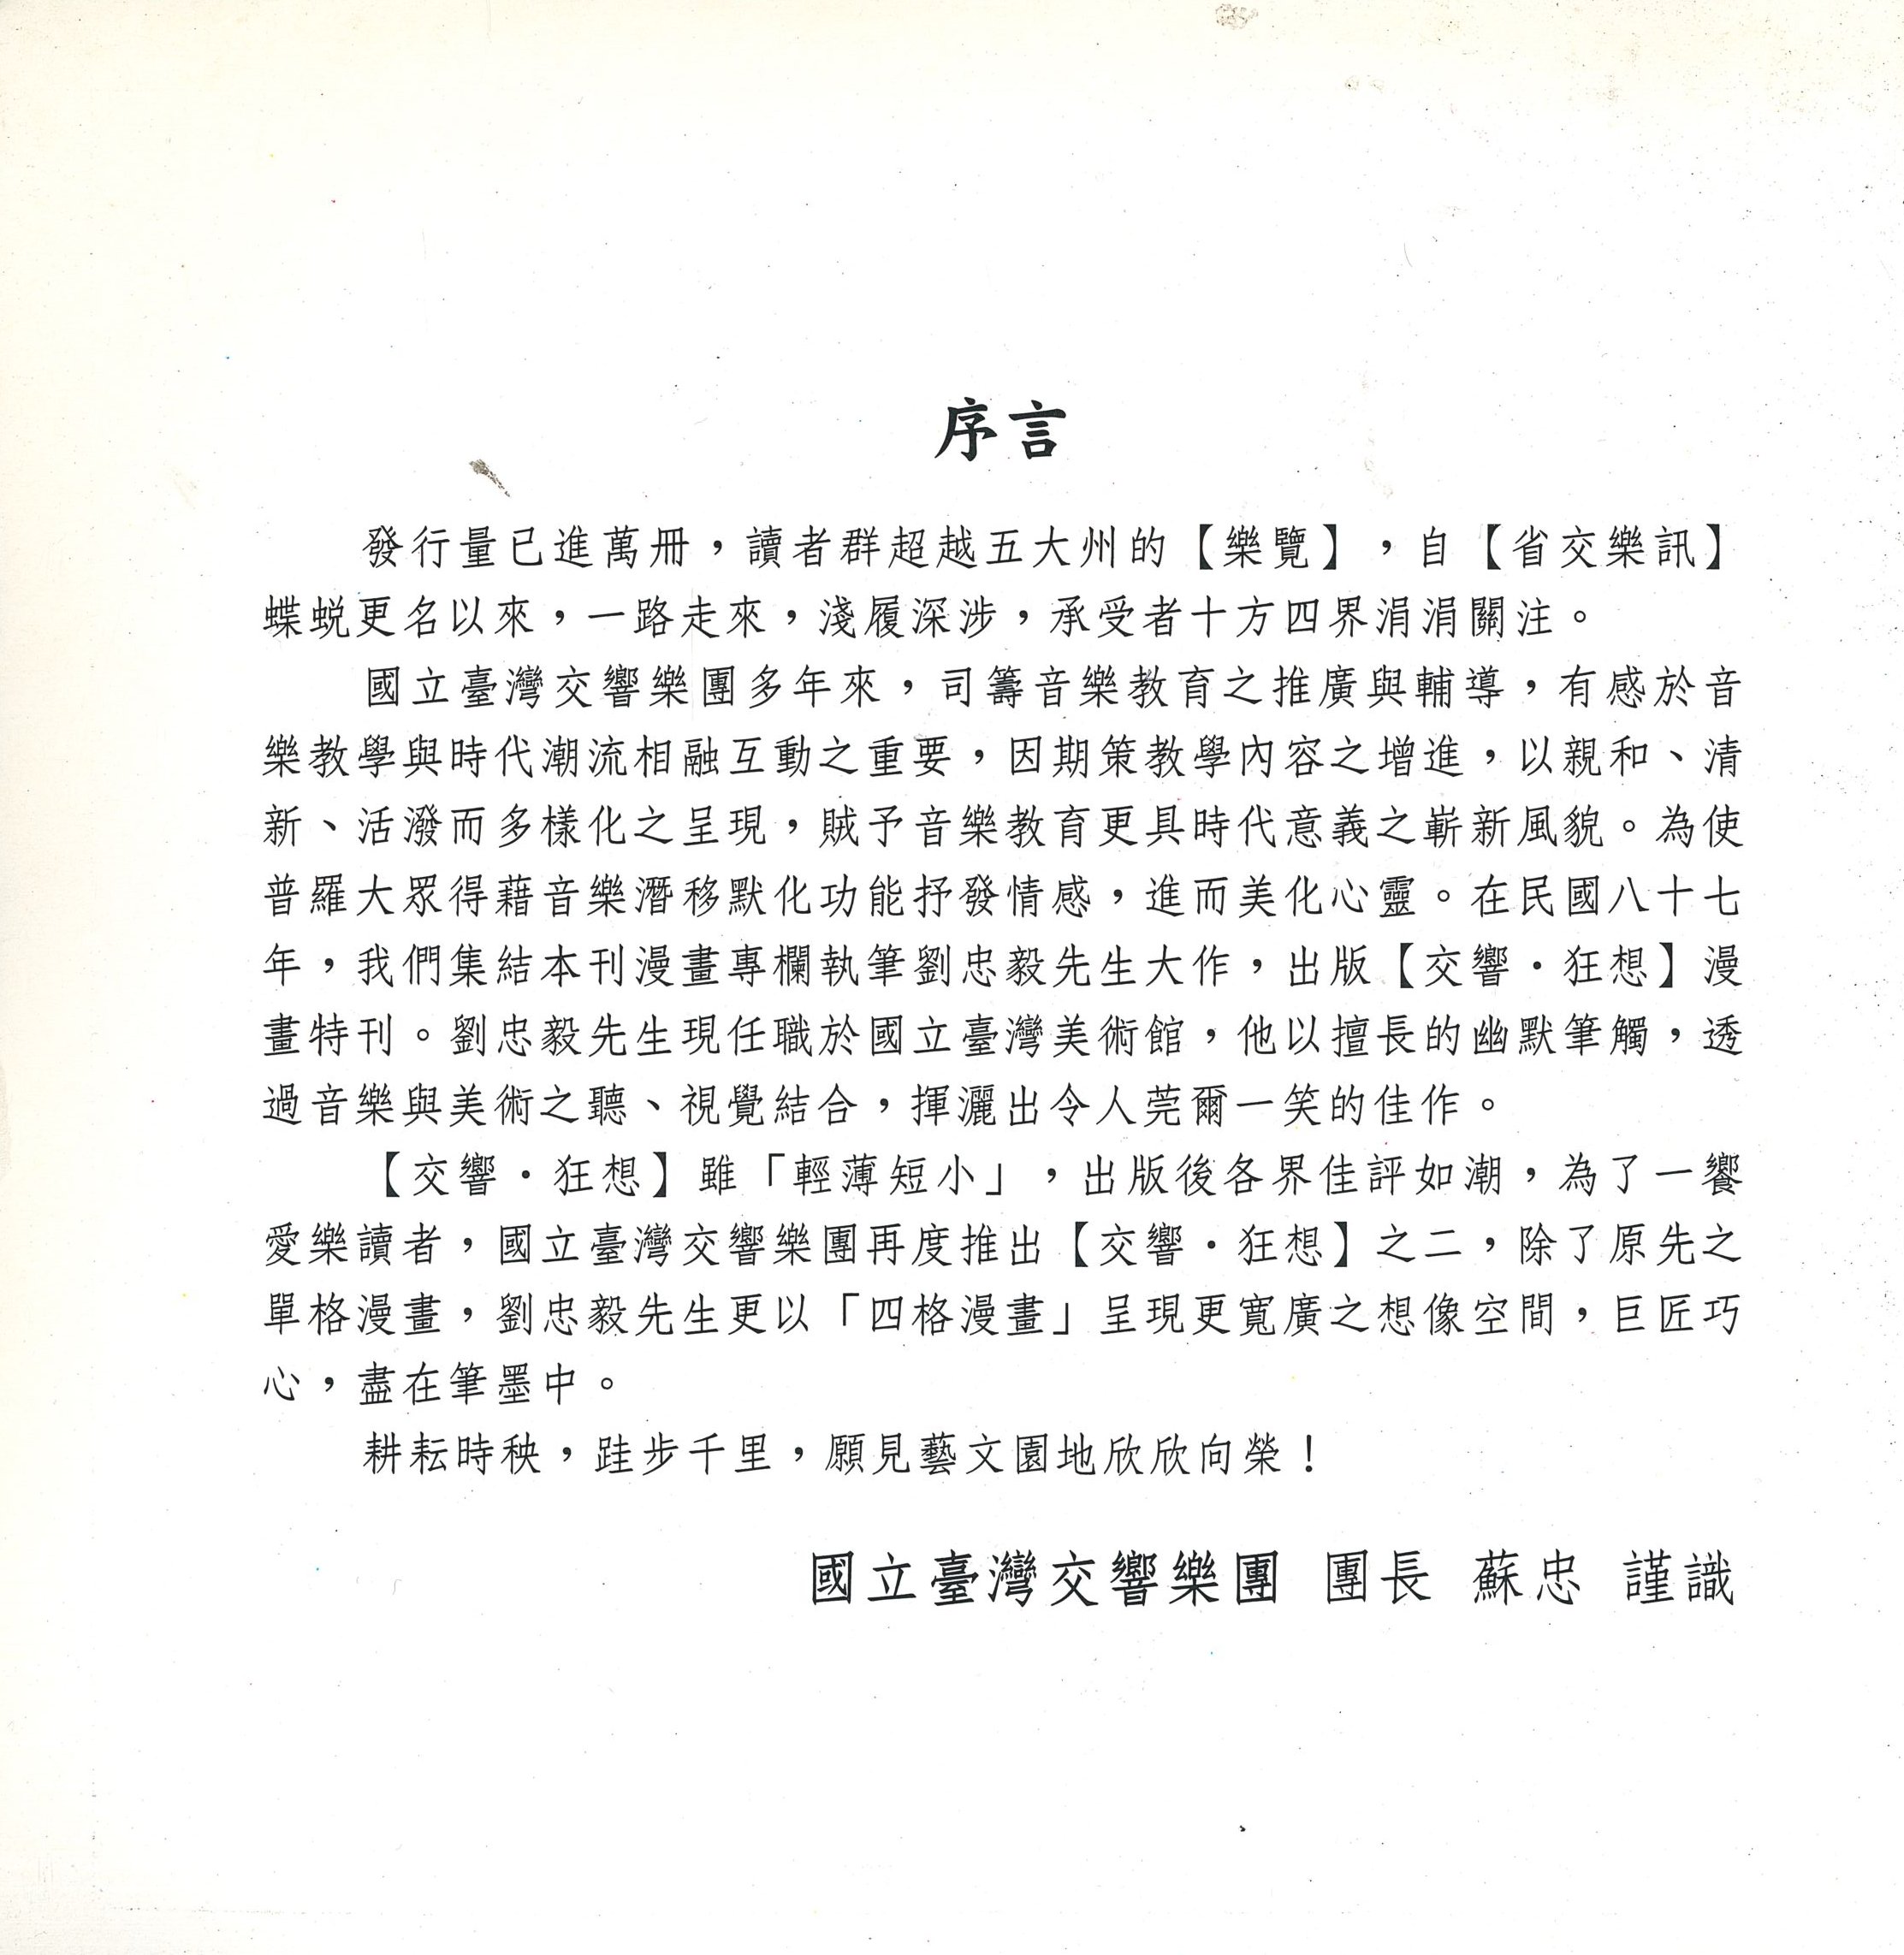 序言
發行量已進萬冊，讀者群超越五大州的【樂覽】，自【省交樂訊】
蝶蜕更名以來，一路走來，淺履深涉，承受者十方四界涓涓關注。
國立臺灣交響樂團多年來，司籌音樂教育之推廣與輔導，有感於音
樂教學與時代潮流相融互動之重要，因期策教學內容之增進，以親和、清
新、活潑而多樣化之呈現，賊予音樂教育更具時代意義之嶄新風貌。為使
普羅大眾得藉音樂潛移默化功能抒發情感，進而美化心靈。在民國八十七
年，我們集結本刊漫畫專欄執筆劉忠毅先生大作，出版【交響・狂想】漫
畫特刊。劉忠毅先生現任職於國立臺灣美術館，他以擅長的幽默筆觸，透
過音樂與美術之聽、視覺結合，揮灑出令人莞爾一笑的佳作。
【交響・狂想】雖「輕薄短小」，出版後各界佳評如潮，為了一饗
愛樂讀者，國立臺灣交響樂團再度推出【交響・狂想】之二，除了原先之
單格漫畫，劉忠毅先生更以「四格漫畫」呈現更寬廣之想像空間，巨匠巧
心，盡在筆墨中。
耕耘時秧，跬步千里，願見藝文園地欣欣向榮！
國立臺灣交響樂團 團長 蘇忠 謹識